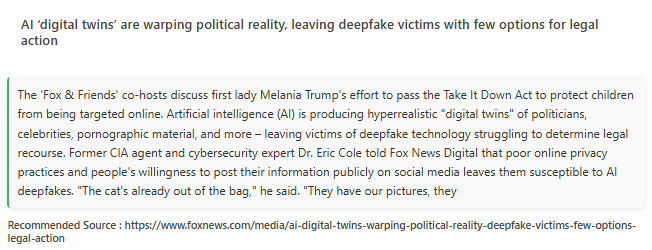 AI ‘digital twins’ are warping political reality, leaving deepfake victims with few options for legal
action
The 'Fox & Friends' co-hosts discuss first lady Melania Trump's effort to pass the Take It Down Act to protect children
from being targeted online. Artificial intelligence (AI) is producing hyperrealistic "digital twins" of politicians,
celebrities, pornographic material, and more – leaving victims of deepfake technology struggling to determine legal
recourse. Former CIA agent and cybersecurity expert Dr. Eric Cole told Fox News Digital that poor online privacy
practices and people's willingness to post their information publicly on social media leaves them susceptible to AI
deepfakes. "The cat's already out of the bag," he said. "They have our pictures, they
Recommended Source : https://www.foxnews.com/media/ai-digital-twins-warping-political-reality-deepfake-victims-few-options-
legal-action